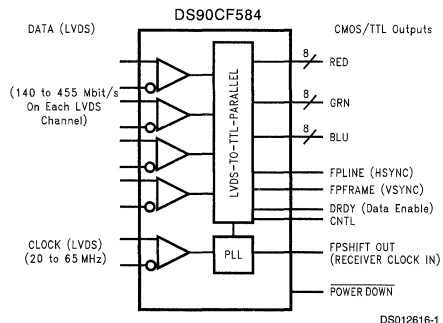 DS90CF584
DATA (LVDS)
CMOS/TTL Outputs
(140 to 455 Mbit/s
On Each LVDS
Channel)
LVDS-TO-TTL-PARALLEL
8
RED
8
GRN
8
BLU
FPLINE (HSYNC)
FPFRAME (VSYNC)
DRDY (Data Enable)
CNTL
CLOCK (LVDS)
(20 to 65 MHz)
PLL
FPSHIFT OUT
(RECEIVER CLOCK IN)
POWER DOWN
DS012616-1